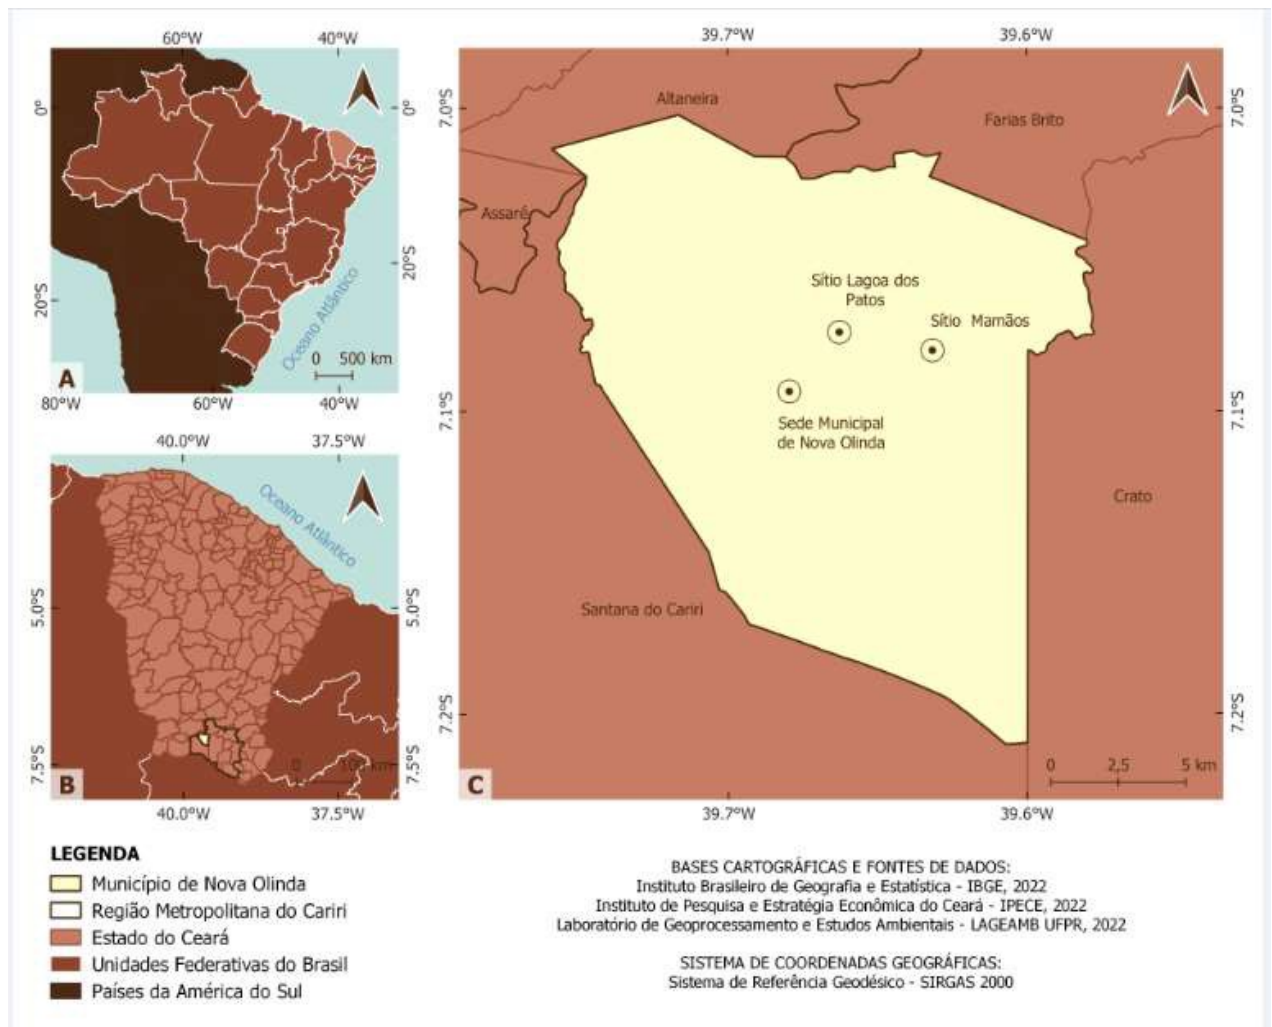 60°W
40°W
0°
0°
20°S
20°S
Oceano Atlântico
0 500 km
A
80°W
60°W
40°W
40.0°W
37.5°W
Oceano Atlântico
5.0°S
5.0°S
7.5°S
7.5°S
0 100 km
B
40.0°W
37.5°W
39.7°W
39.6°W
7.0°S
7.0°S
Altaneira
Farias Brito
Assaré
Sítio Lagoa dos
Patos
Sítio Mamãos
7.1°S
7.1°S
Sede Municipal
de Nova Olinda
Crato
Santana do Cariri
7.2°S
7.2°S
0 2,5 5 km
C
39.7°W
39.6°W
LEGENDA
Município de Nova Olinda
Região Metropolitana do Cariri
Estado do Ceará
Unidades Federativas do Brasil
Países da América do Sul
BASES CARTOGRÁFICAS E FONTES DE DADOS:
Instituto Brasileiro de Geografia e Estatística - IBGE, 2022
Instituto de Pesquisa e Estratégia Econômica do Ceará - IPECE, 2022
Laboratório de Geoprocessamento e Estudos Ambientais - LAGEAMB UFPR, 2022
SISTEMA DE COORDENADAS GEOGRÁFICAS:
Sistema de Referência Geodésico - SIRGAS 2000